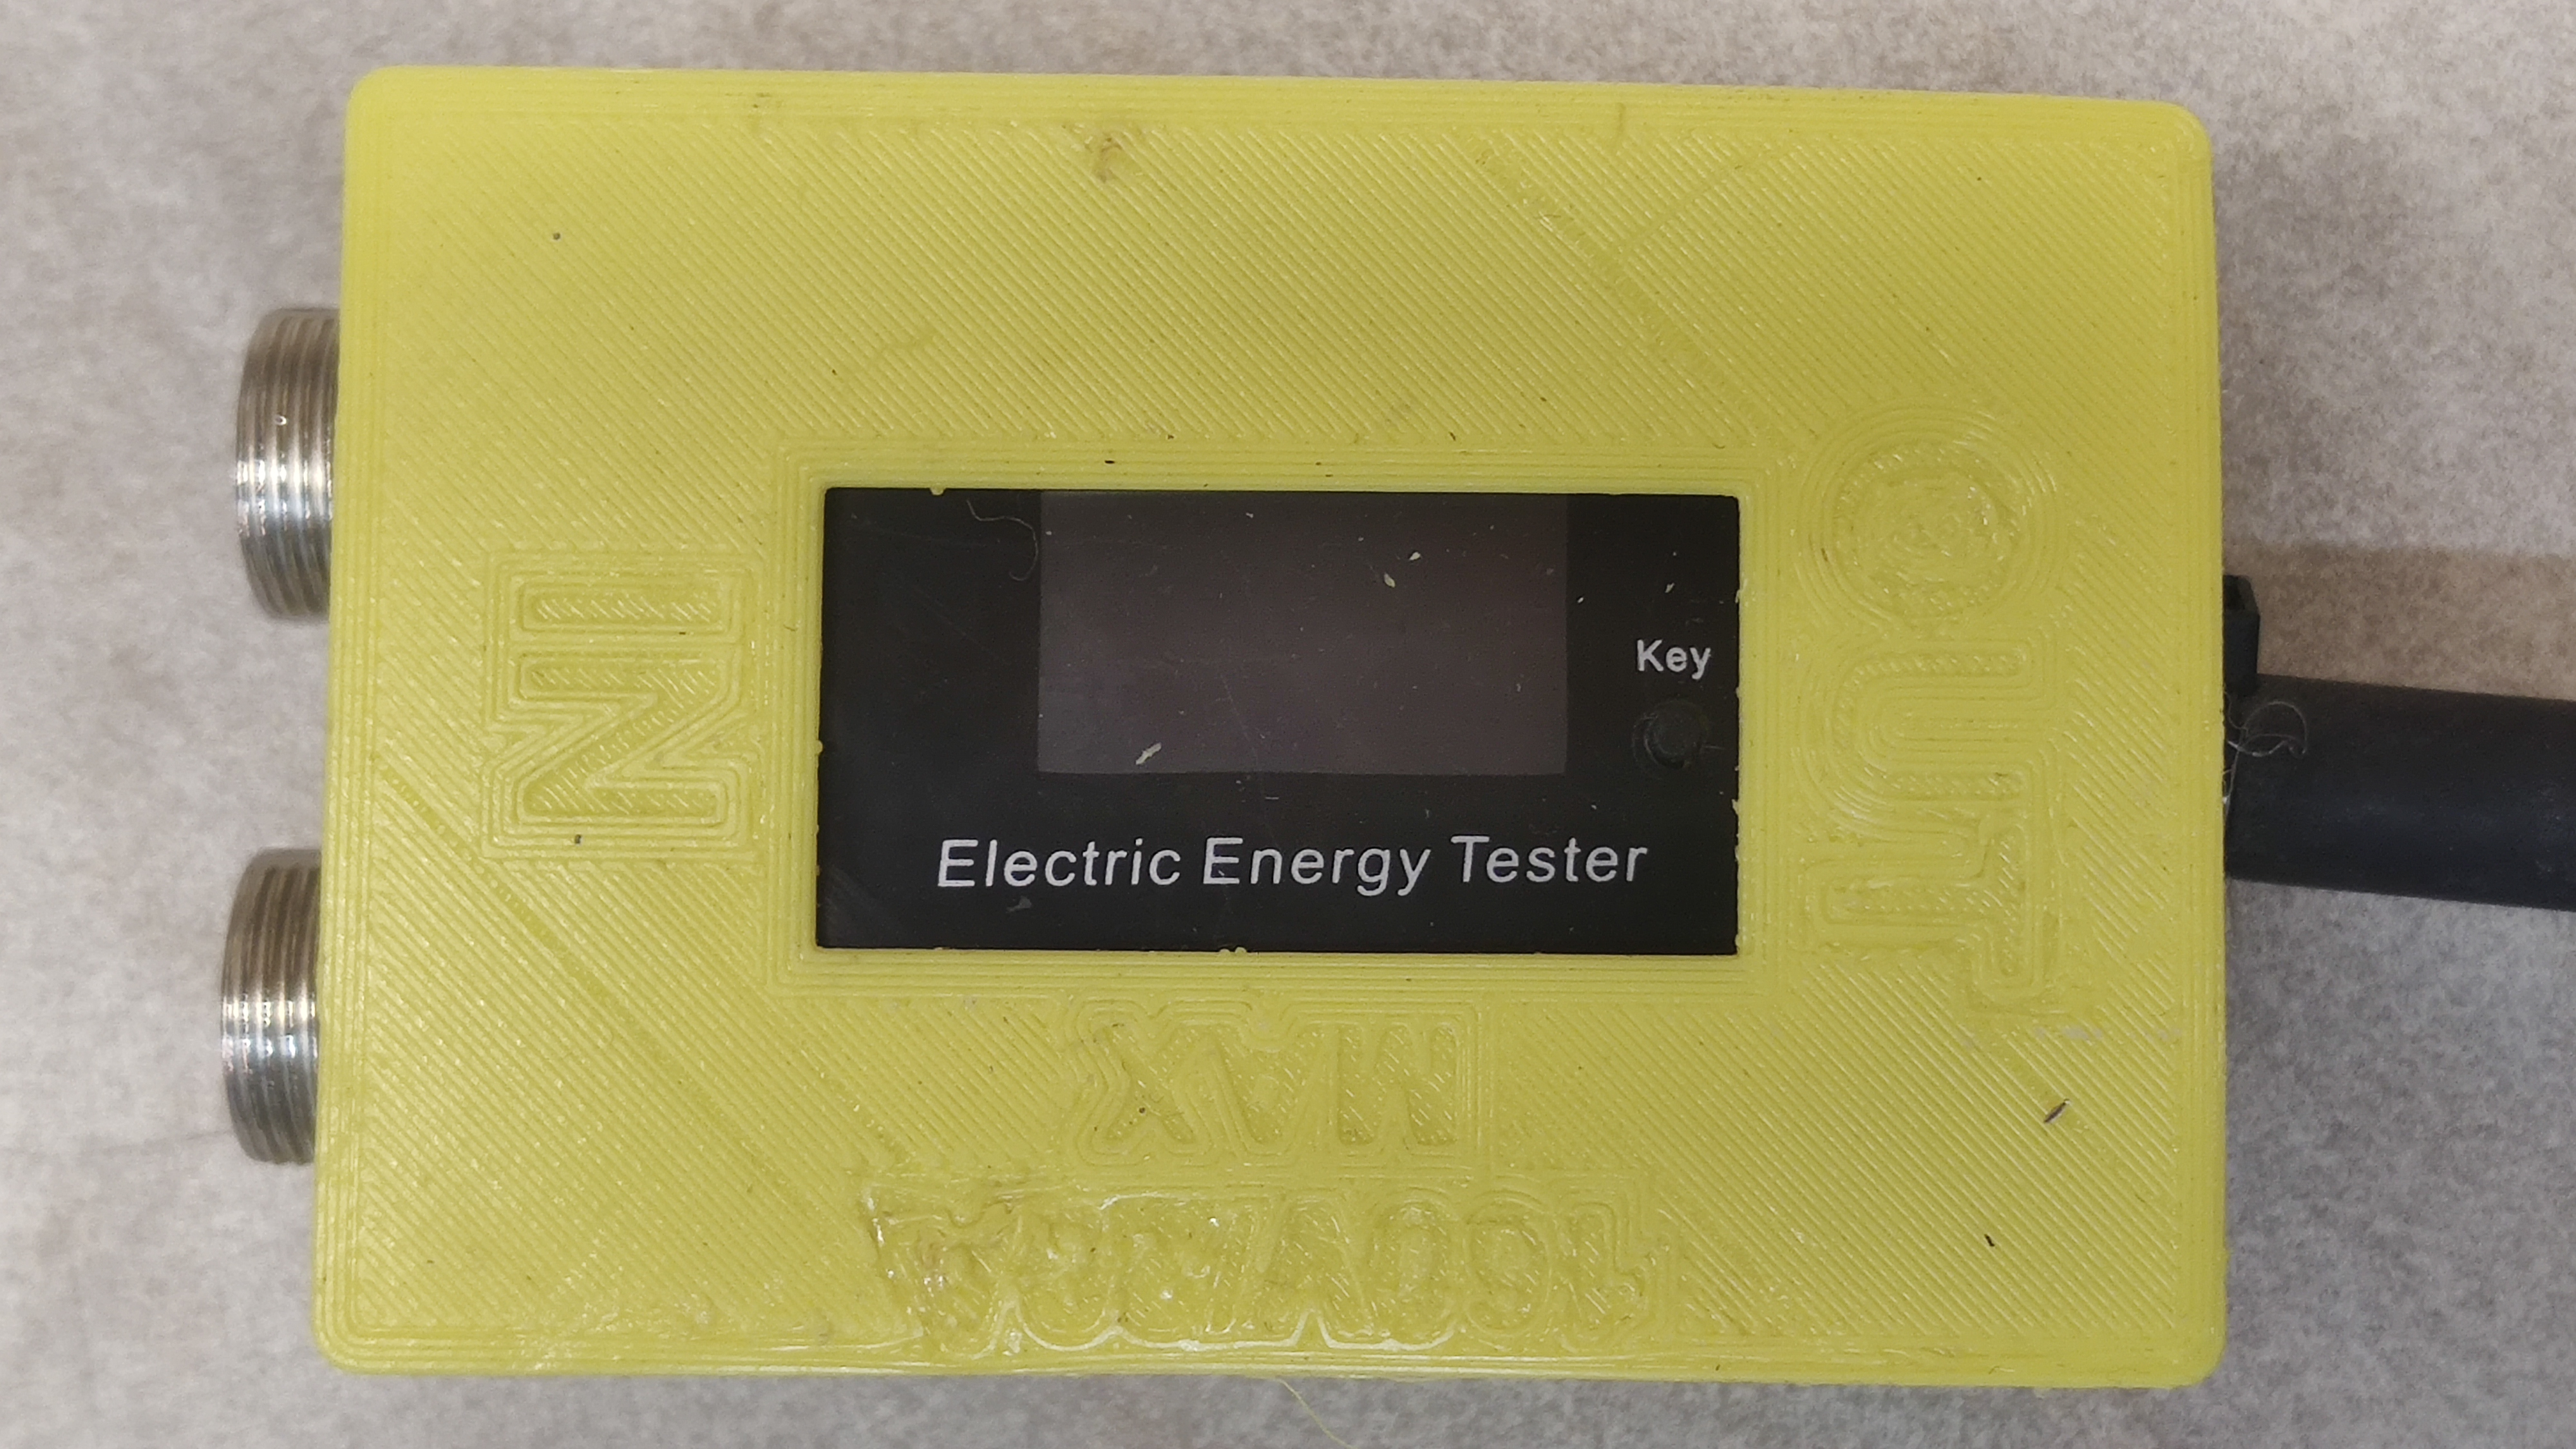 IN
OUT
Key
Electric Energy Tester
MAX